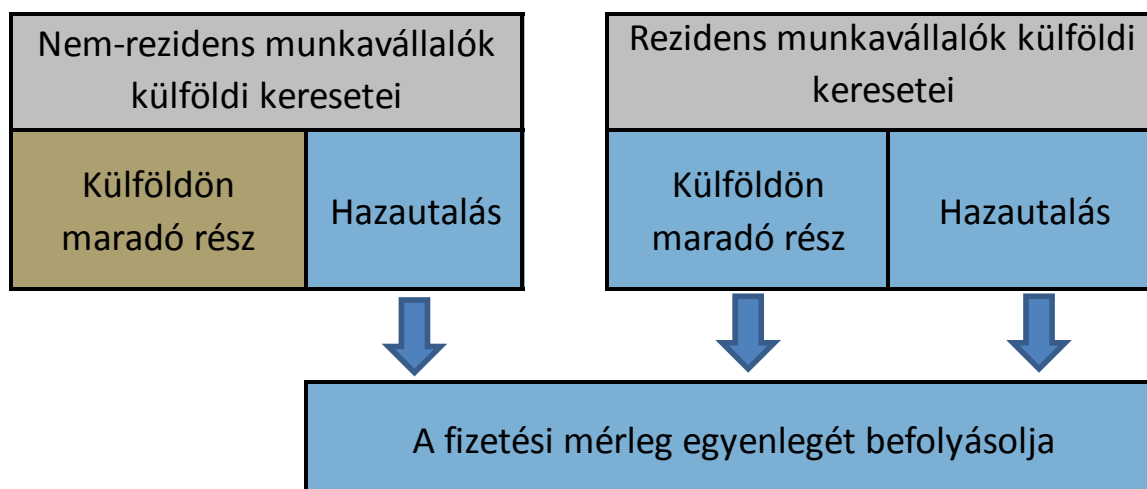 Nem-rezidens munkavállalók
külföldi keresetei
Külföldön
maradó rész
Hazautalás
Rezidens munkavállalók külföldi
keresetei
Külföldön
maradó rész
Hazautalás
A fizetési mérleg egyenlegét befolyásolja